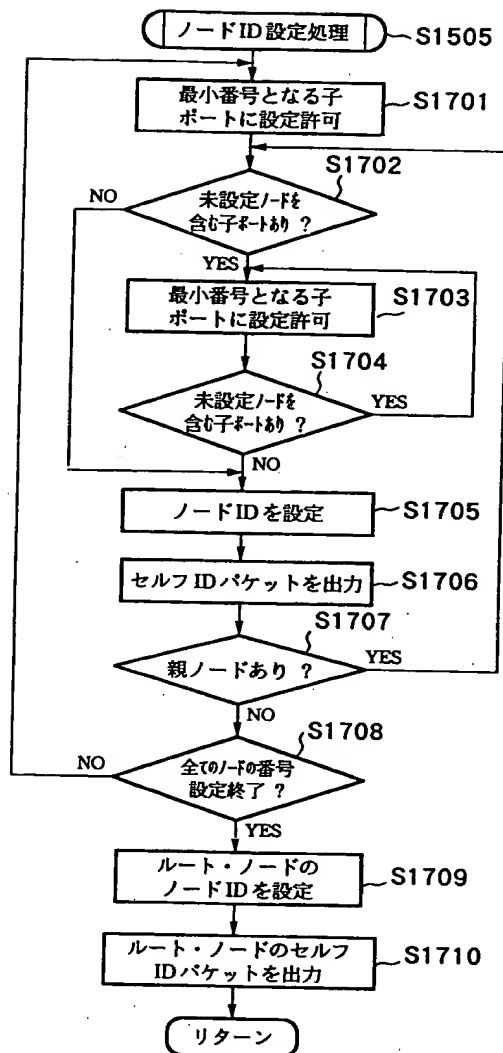 ノードID設定処理
S1505
最小番号となる子
ポートに設定許可
S1701
S1702
NO
未設定ノードを
含む子ポートあり ?
YES
最小番号となる子
ポートに設定許可
S1703
S1704
未設定ノードを
含む子ポートあり ?
YES
NO
ノードIDを設定
S1705
セルフIDパケットを出力
S1706
S1707
親ノードあり ?
YES
NO
S1708
NO
全てのノードの番号
設定終了 ?
YES
ルート・ノードの
ノードIDを設定
S1709
ルート・ノードのセルフ
IDパケットを出力
S1710
リターン